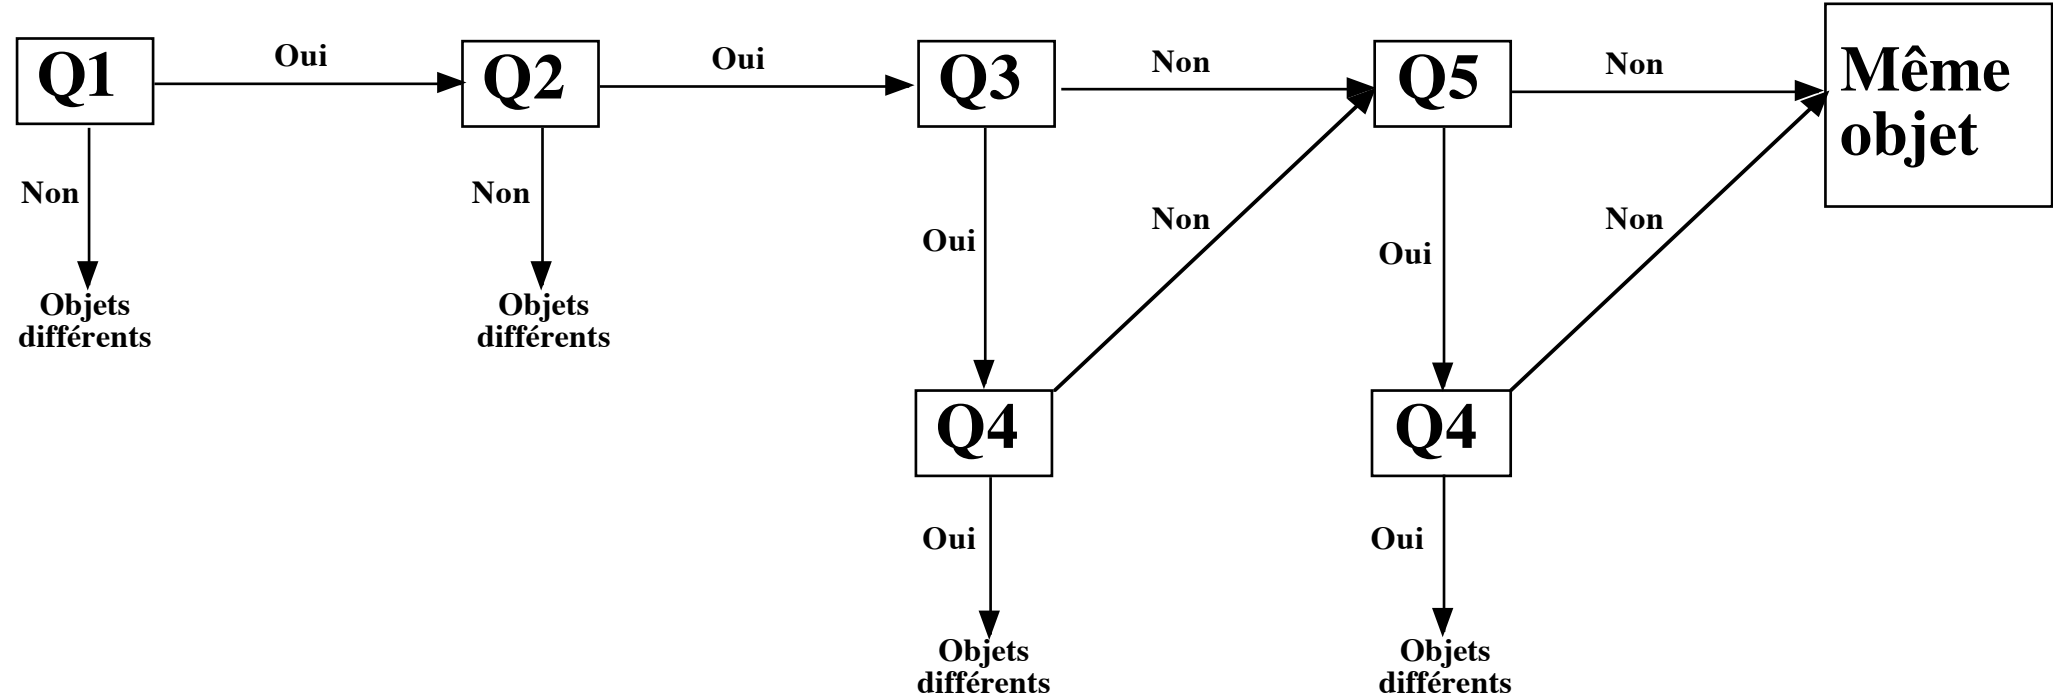 Q1
Oui
Q2
Oui
Q3
Non
Q5
Non
Même
objet
Non
Non
Oui
Non
Oui
Non
Objets
différents
Objets
différents
Q4
Q4
Oui
Oui
Objets
différents
Objets
différents